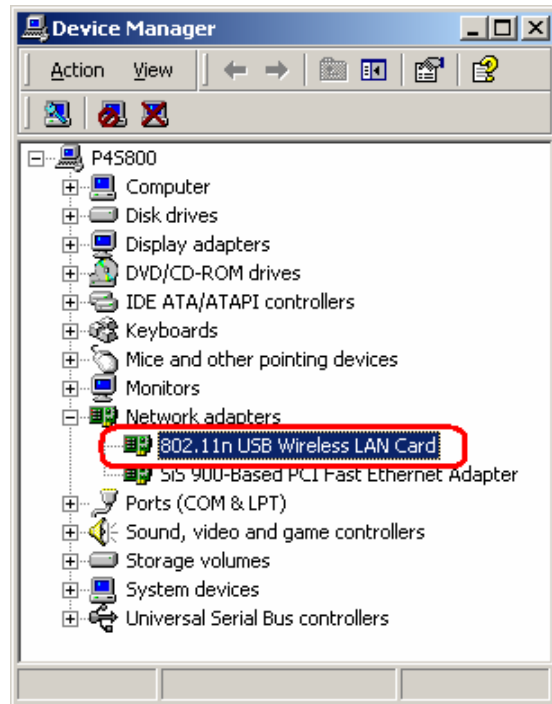 Device Manager
Action View
P4S800
Computer
Disk drives
Display adapters
DVD/CD-ROM drives
IDE ATA/ATAPI controllers
Keyboards
Mice and other pointing devices
Monitors
Network adapters
802.11n USB Wireless LAN Card
SiS 900-Based PCI Fast Ethernet Adapter
Ports (COM & LPT)
Sound, video and game controllers
Storage volumes
System devices
Universal Serial Bus controllers